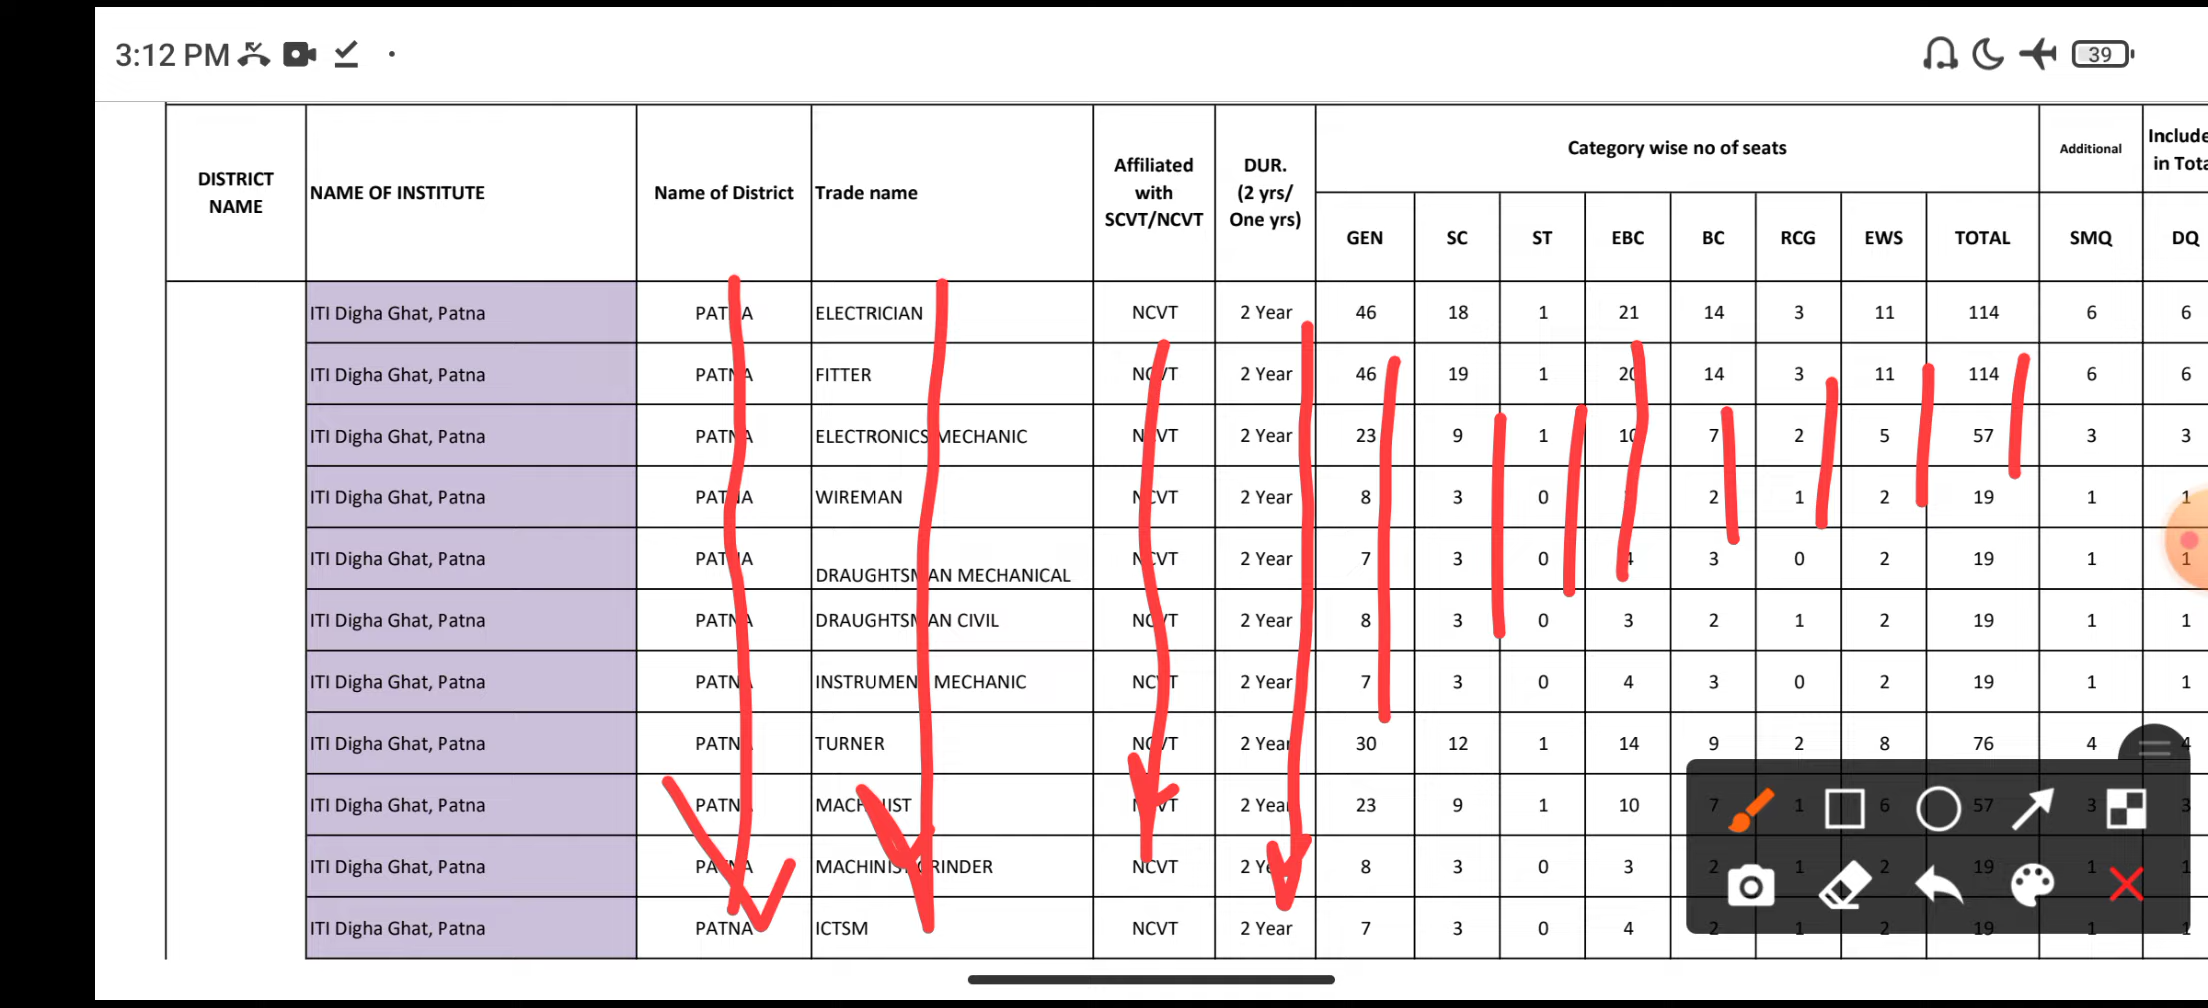 3:12 PM 39
DISTRICT NAME NAME OF INSTITUTE Name of District Trade name Affiliated with SCVT/NCVT DUR. (2 yrs/ One yrs) Category wise no of seats Additional
GEN SC ST EBC BC RCG EWS TOTAL SMQ DQ
ITI Digha Ghat, Patna PATNA ELECTRICIAN NCVT 2 Year 46 18 1 21 14 3 11 114 6 6
ITI Digha Ghat, Patna PATNA FITTER NCVT 2 Year 46 19 1 20 14 3 11 114 6 6
ITI Digha Ghat, Patna PATNA ELECTRONICS MECHANIC NCVT 2 Year 23 9 1 10 7 2 5 57 3 3
ITI Digha Ghat, Patna PATNA WIREMAN NCVT 2 Year 8 3 0 2 1 2 19 1 1
ITI Digha Ghat, Patna PATNA DRAUGHTSMAN MECHANICAL NCVT 2 Year 7 3 0 4 3 0 2 19 1 1
ITI Digha Ghat, Patna PATNA DRAUGHTSMAN CIVIL NCVT 2 Year 8 3 0 3 2 1 2 19 1 1
ITI Digha Ghat, Patna PATNA INSTRUMENT MECHANIC NCVT 2 Year 7 3 0 4 3 0 2 19 1 1
ITI Digha Ghat, Patna PATNA TURNER NCVT 2 Year 30 12 1 14 9 2 8 76 4 4
ITI Digha Ghat, Patna PATNA MACHINIST NCVT 2 Year 23 9 1 10 7 1 6 57 3 3
ITI Digha Ghat, Patna PATNA MACHINIST GRINDER NCVT 2 Year 8 3 0 3 2 1 2 19 1 1
ITI Digha Ghat, Patna PATNA ICTSM NCVT 2 Year 7 3 0 4 2 1 2 19 1 1